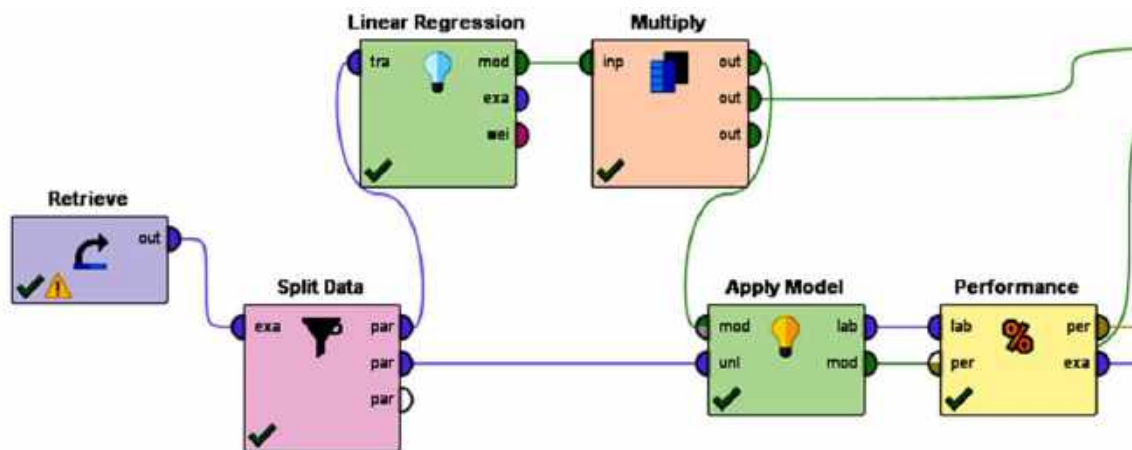 Linear Regression
Multiply
tra
mod
inp
out
exa
out
wei
out
Retrieve
out
Split Data
Apply Model
Performance
exa
par
mod
lab
lab
per
par
unl
mod
per
exa
par
%